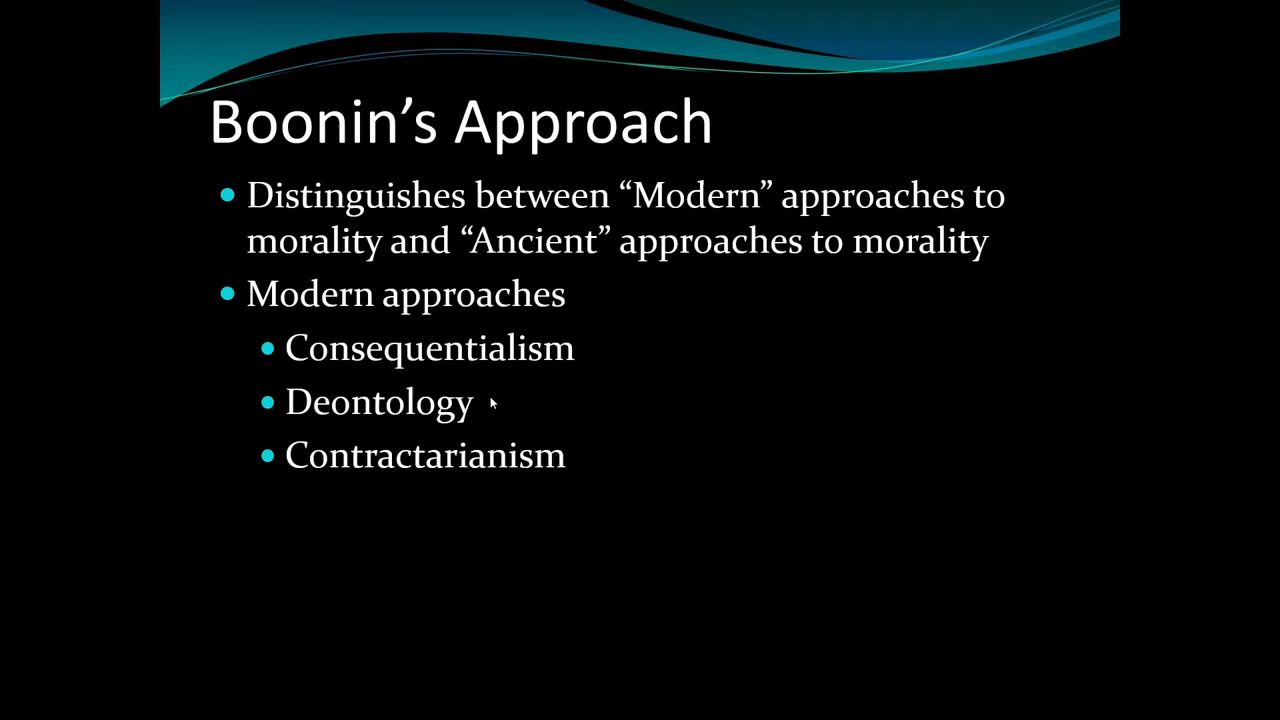 Boonin’s Approach
Distinguishes between “Modern” approaches to
morality and “Ancient” approaches to morality
Modern approaches
Consequentialism
Deontology
Contractarianism